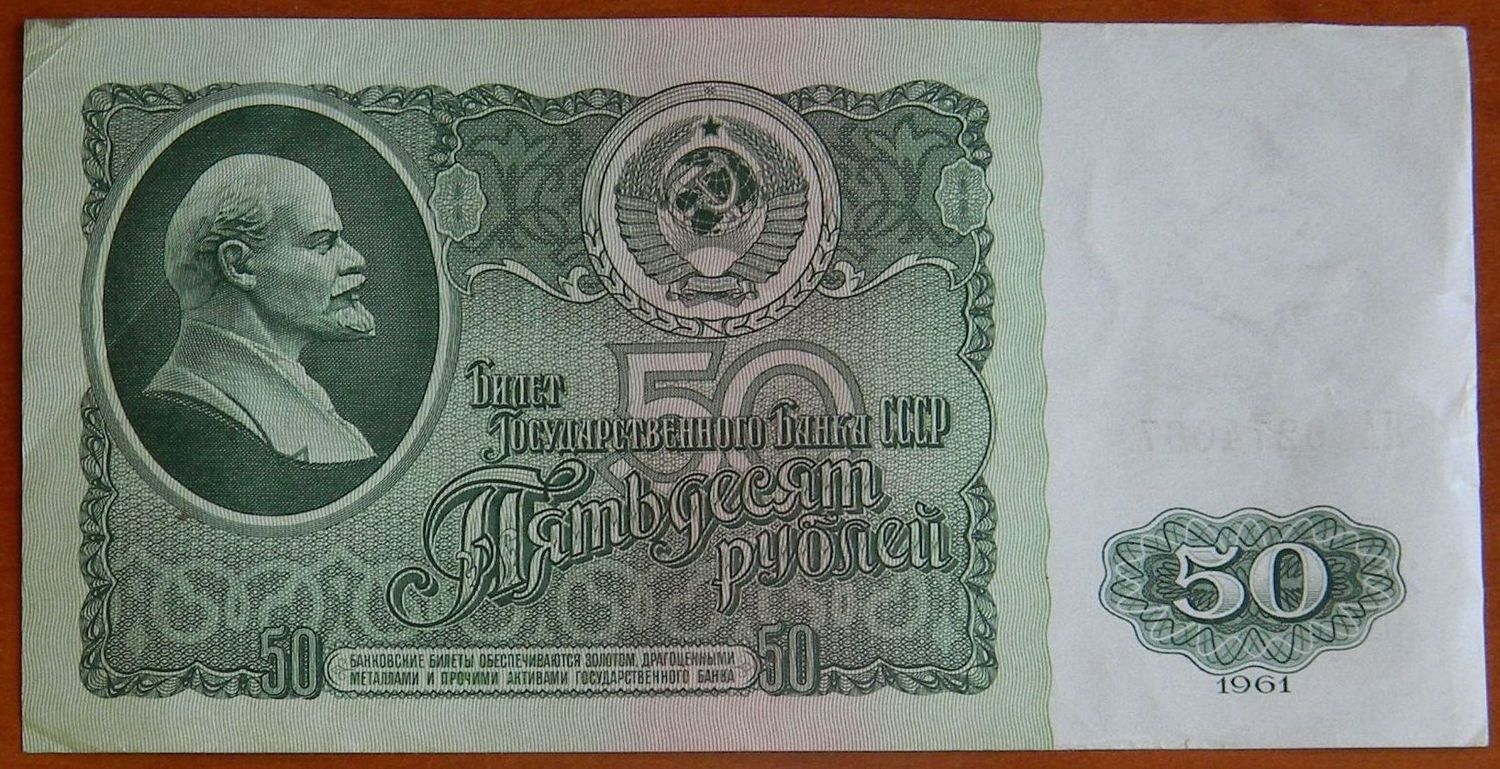 Билет
Государственного Банка СССР
50
Пятьдесят
рублей
50
БАНКОВСКИЕ БИЛЕТЫ ОБЕСПЕЧИВАЮТСЯ ЗОЛОТОМ, ДРАГОЦЕННЫМИ
МЕТАЛЛАМИ И ПРОЧИМИ АКТИВАМИ ГОСУДАРСТВЕННОГО БАНКА
50
50
1961